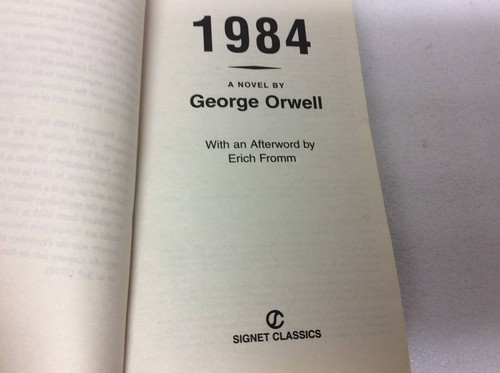 1984
A NOVEL BY
George Orwell
With an Afterword by
Erich Fromm
SIGNET CLASSICS